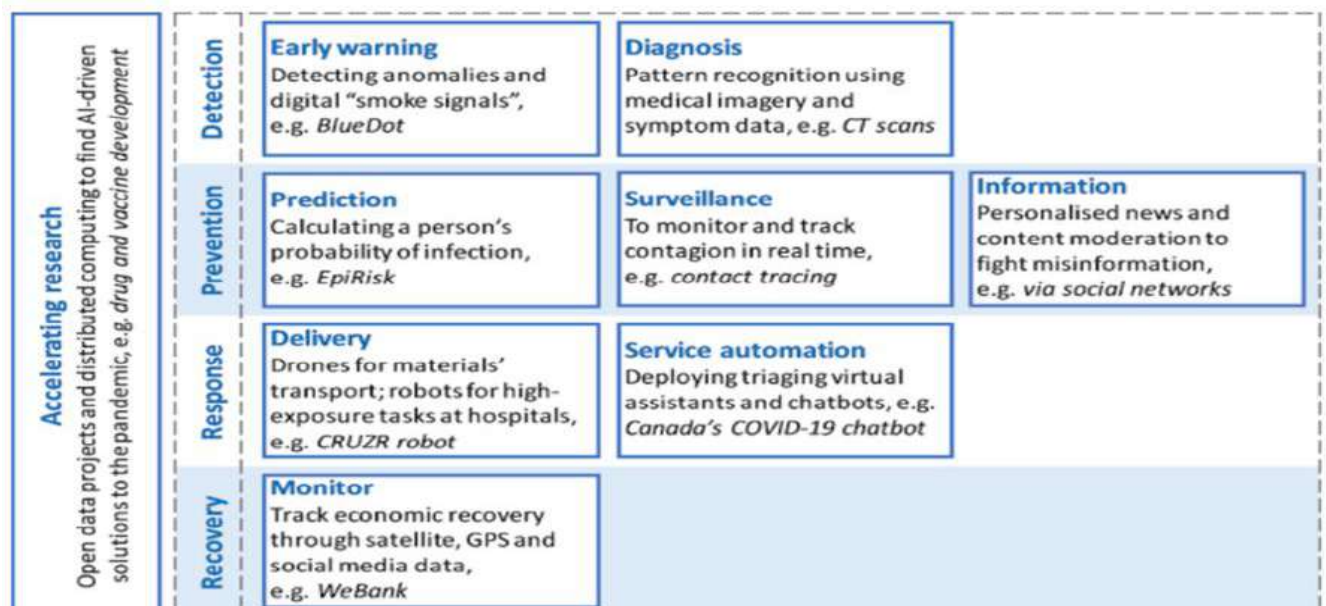 Accelerating research
Open data projects and distributed computing to find AI-driven
solutions to the pandemic, e.g. drug and vaccine development
Detection
Early warning
Detecting anomalies and
digital “smoke signals”,
e.g. BlueDot
Diagnosis
Pattern recognition using
medical imagery and
symptom data, e.g. CT scans
Prevention
Prediction
Calculating a person’s
probability of infection,
e.g. EpiRisk
Surveillance
To monitor and track
contagion in real time,
e.g. contact tracing
Information
Personalised news and
content moderation to
fight misinformation,
e.g. via social networks
Response
Delivery
Drones for materials’
transport; robots for high-
exposure tasks at hospitals,
e.g. CRUZR robot
Service automation
Deploying triaging virtual
assistants and chatbots, e.g.
Canada’s COVID-19 chatbot
Recovery
Monitor
Track economic recovery
through satellite, GPS and
social media data,
e.g. WeBank